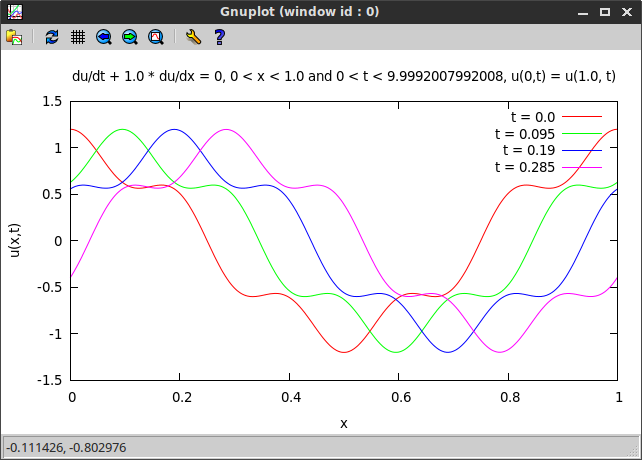 Gnuplot (window id : 0)
du/dt + 1.0 * du/dx = 0, 0 < x < 1.0 and 0 < t < 9.9992007992008, u(0,t) = u(1.0, t)
1.5
t = 0.0
t = 0.095
t = 0.19
t = 0.285
1
0.5
0
-0.5
-1
-1.5
u(x,t)
0
0.2
0.4
0.6
0.8
1
x
-0.111426, -0.802976